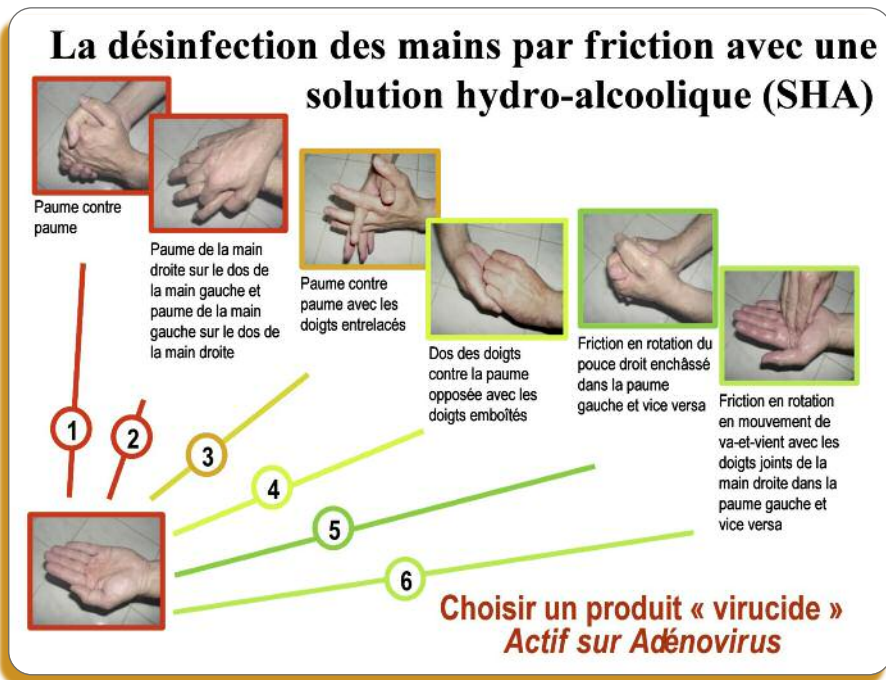 La désinfection des mains par friction avec une
solution hydro-alcoolique (SHA)
Paume contre
paume
Paume de la main
droite sur le dos de
la main gauche et
paume de la main
gauche sur le dos de
la main droite
Paume contre
paume avec les
doigts entrelacés
Dos des doigts
contre la paume
opposée avec les
doigts emboîtés
Friction en rotation du
pouce droit enchâssé
dans la paume
gauche et vice versa
Friction en rotation
en mouvement de
va-et-vient avec les
doigts joints de la
main droite dans la
paume gauche et
vice versa
1
2
3
4
5
6
Choisir un produit « virucide »
Actif sur Adénovirus